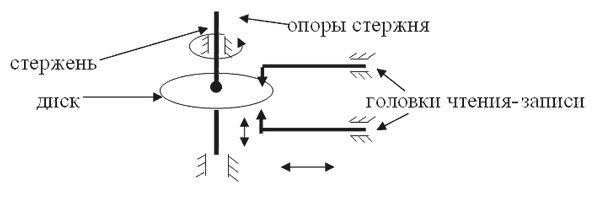 опоры стержня
стержень
диск
головки чтения-записи